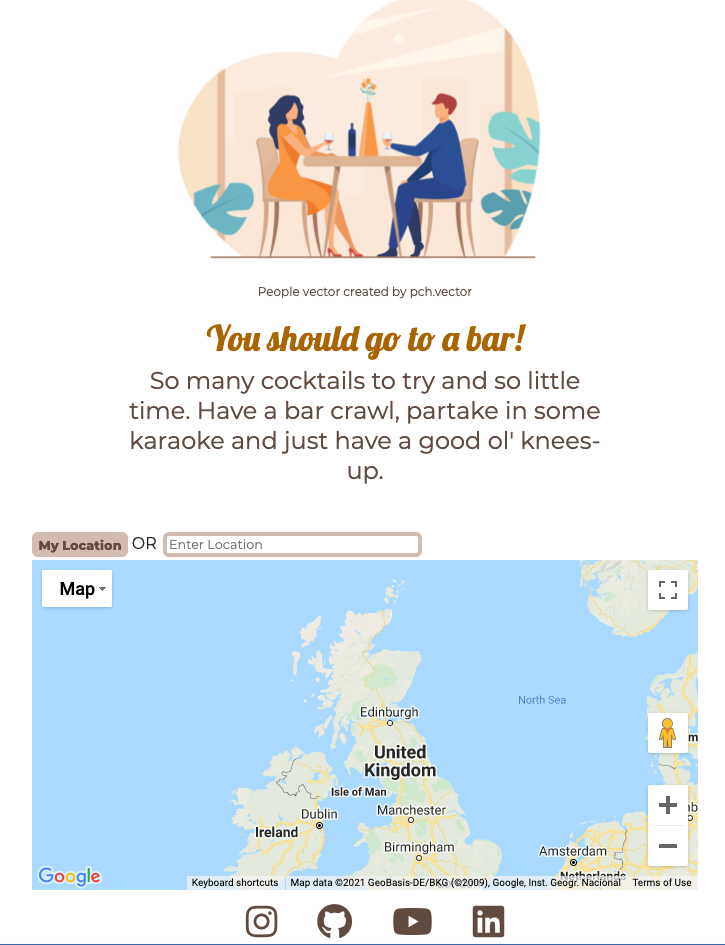 People vector created by pch.vector
You should go to a bar!
So many cocktails to try and so little
time. Have a bar crawl, partake in some
karaoke and just have a good ol' knees-
up.
My Location OR Enter Location
Map
North Sea
Edinburgh
United
Kingdom
Isle of Man
Manchester
Dublin
Ireland
Birmingham
Amsterdam
Netherlands
Google
Keyboard shortcuts Map data ©2021 GeoBasis-DE/BKG (©2009), Google, Inst. Geogr. Nacional Terms of Use
in